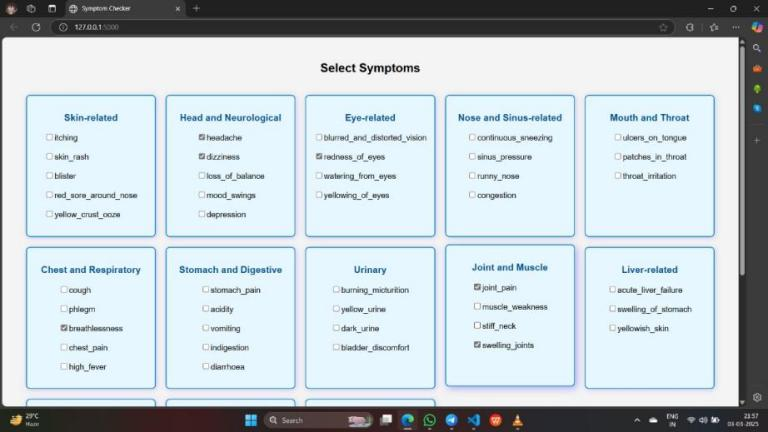 Symptom Checker
127.0.0.1:5000
Select Symptoms
Skin-related
itching
skin_rash
blister
red_sore_around_nose
yellow_crust_ooze
Head and Neurological
headache
dizziness
loss_of_balance
mood_swings
depression
Eye-related
blurred_and_distorted_vision
redness_of_eyes
watering_from_eyes
yellowing_of_eyes
Nose and Sinus-related
continuous_sneezing
sinus_pressure
runny_nose
congestion
Mouth and Throat
ulcers_on_tongue
patches_in_throat
throat_irritation
Chest and Respiratory
cough
phlegm
breathlessness
chest_pain
high_fever
Stomach and Digestive
stomach_pain
acidity
vomiting
indigestion
diarrhoea
Urinary
burning_micturition
yellow_urine
dark_urine
bladder_discomfort
Joint and Muscle
joint_pain
muscle_weakness
stiff_neck
swelling_joints
Liver-related
acute_liver_failure
swelling_of_stomach
yellowish_skin
29°C
Haze
Search
ENG
IN
21:57
03-03-2025